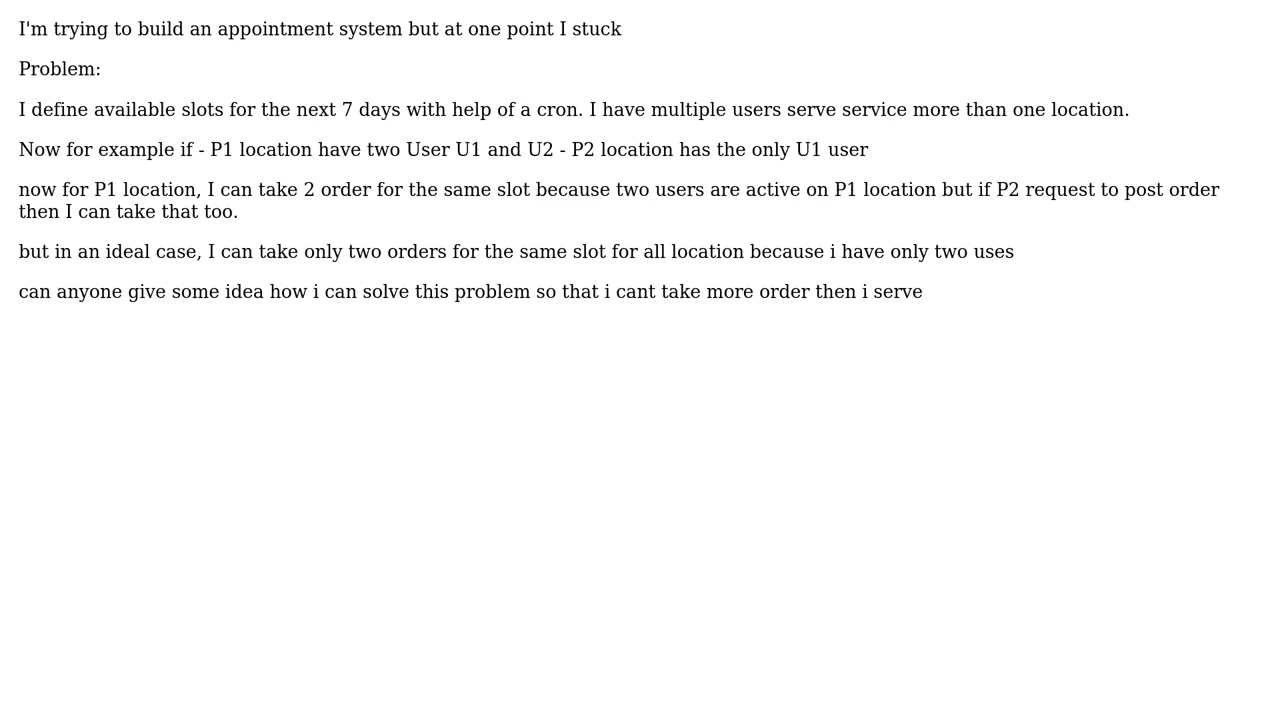 I'm trying to build an appointment system but at one point I stuck
Problem:
I define available slots for the next 7 days with help of a cron. I have multiple users serve service more than one location.
Now for example if - P1 location have two User U1 and U2 - P2 location has the only U1 user
now for P1 location, I can take 2 order for the same slot because two users are active on P1 location but if P2 request to post order
then I can take that too.
but in an ideal case, I can take only two orders for the same slot for all location because i have only two uses
can anyone give some idea how i can solve this problem so that i cant take more order then i serve